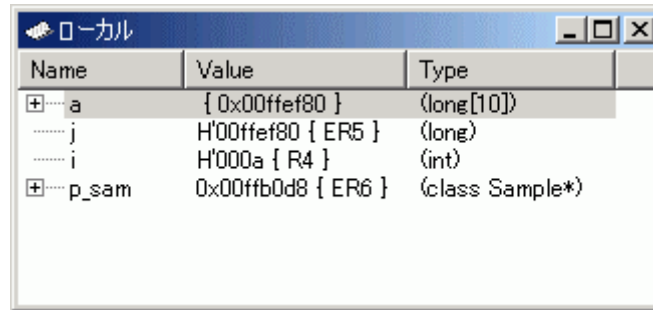 ローカル
Name Value Type
a { 0x00ffef80 } (long[10])
j H'00ffef80 { ER5 } (long)
i H'000a { R4 } (int)
p_sam 0x00ffb0d8 { ER6 } (class Sample*)